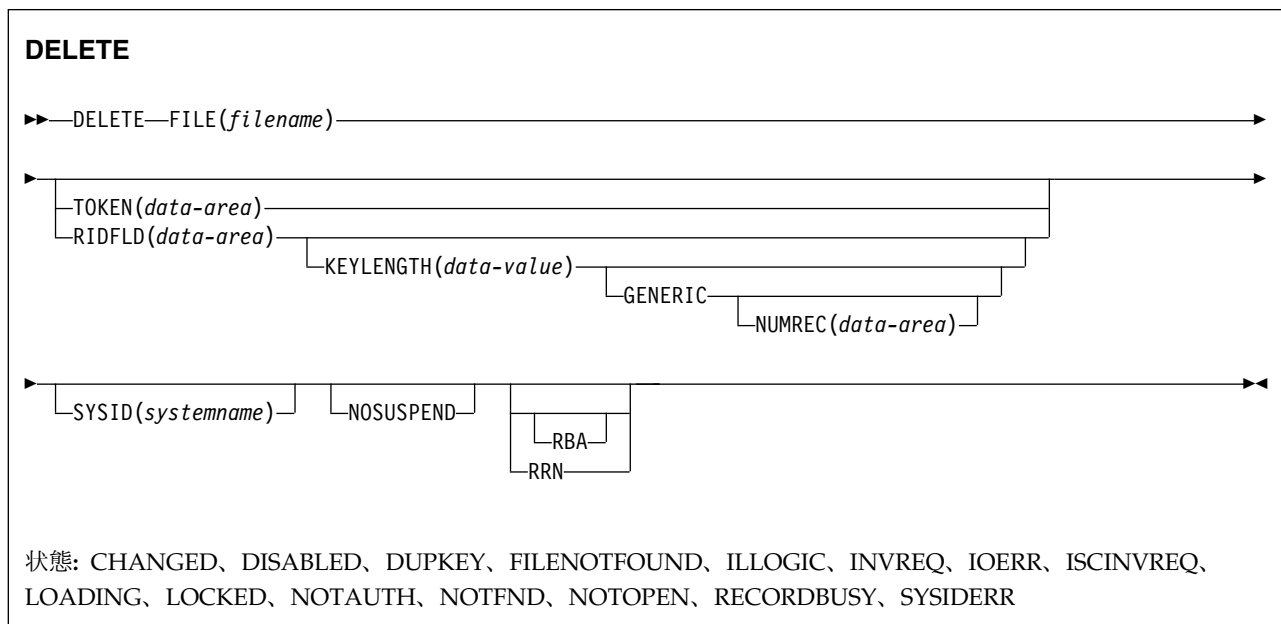 DELETE
DELETE FILE(filename)
TOKEN(data-area)
RIDFLD(data-area)
KEYLENGTH(data-value)
GENERIC
NUMREC(data-area)
SYSID(systemname) NOSUSPEND
RBA
RRN
状態: CHANGED、DISABLED、DUPKEY、FILENOTFOUND、ILLOGIC、INVREQ、IOERR、ISCINVREQ、
LOADING、LOCKED、NOTAUTH、NOTFND、NOTOPEN、RECORDBUSY、SYSIDERR